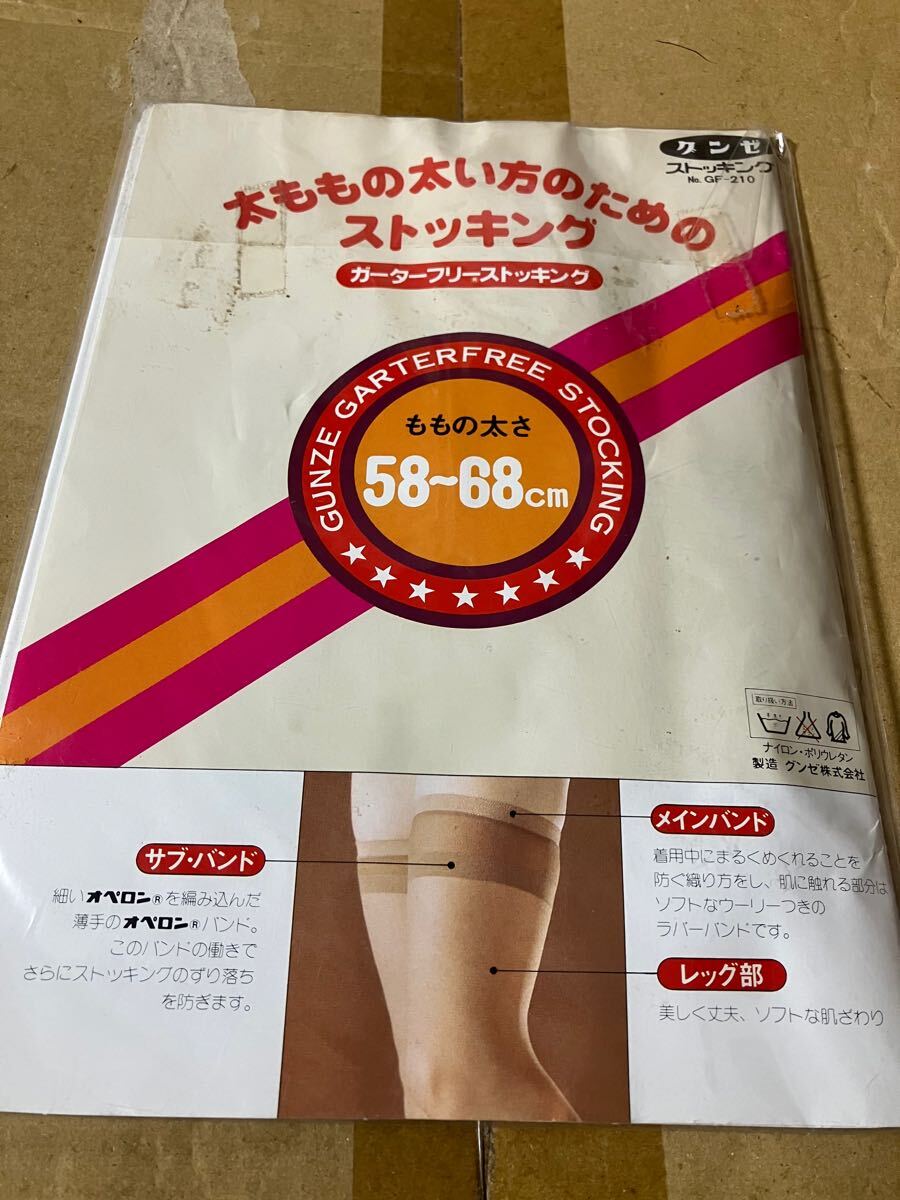 グンゼ
ストッキング
No. GF-210
太ももの太い方のための
ストッキング
ガーターフリーストッキング
GUNZE GARTERFREE STOCKING
ももの太さ
58~68cm
取り扱い方法
ナイロン・ポリウレタン
製造 グンゼ株式会社
サブ・バンド
細いオペロン®を編み込んだ
薄手のオペロン®バンド。
このバンドの働きで
さらにストッキングのずり落ち
を防ぎます。
メインバンド
着用中にまるくめくれることを
防ぐ織り方をし、肌に触れる部分は
ソフトなウーリーつきの
ラバーバンドです。
レッグ部
美しく丈夫、ソフトな肌ざわり